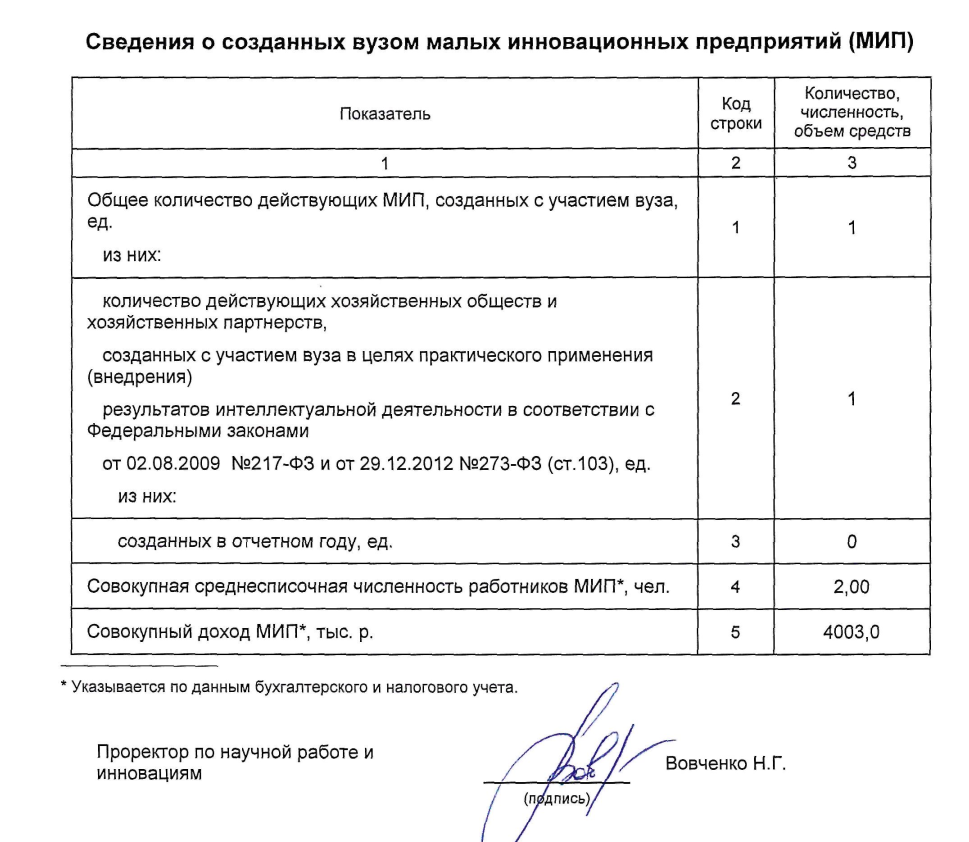 Сведения о созданных вузом малых инновационных предприятий (МИП)
Показатель
Код
строки
Количество,
численность,
объем средств
1
2
3
Общее количество действующих МИП, созданных с участием вуза,
ед.
из них:
1
1
количество действующих хозяйственных обществ и
хозяйственных партнерств,
созданных с участием вуза в целях практического применения
(внедрения)
результатов интеллектуальной деятельности в соответствии с
Федеральными законами
от 02.08.2009 №217-ФЗ и от 29.12.2012 №273-ФЗ (ст.103), ед.
из них:
2
1
созданных в отчетном году, ед.
3
0
Совокупная среднесписочная численность работников МИП*, чел.
4
2,00
Совокупный доход МИП*, тыс. р.
5
4003,0
* Указывается по данным бухгалтерского и налогового учета.
Проректор по научной работе и
инновациям
Вовченко Н.Г.
(подпись)